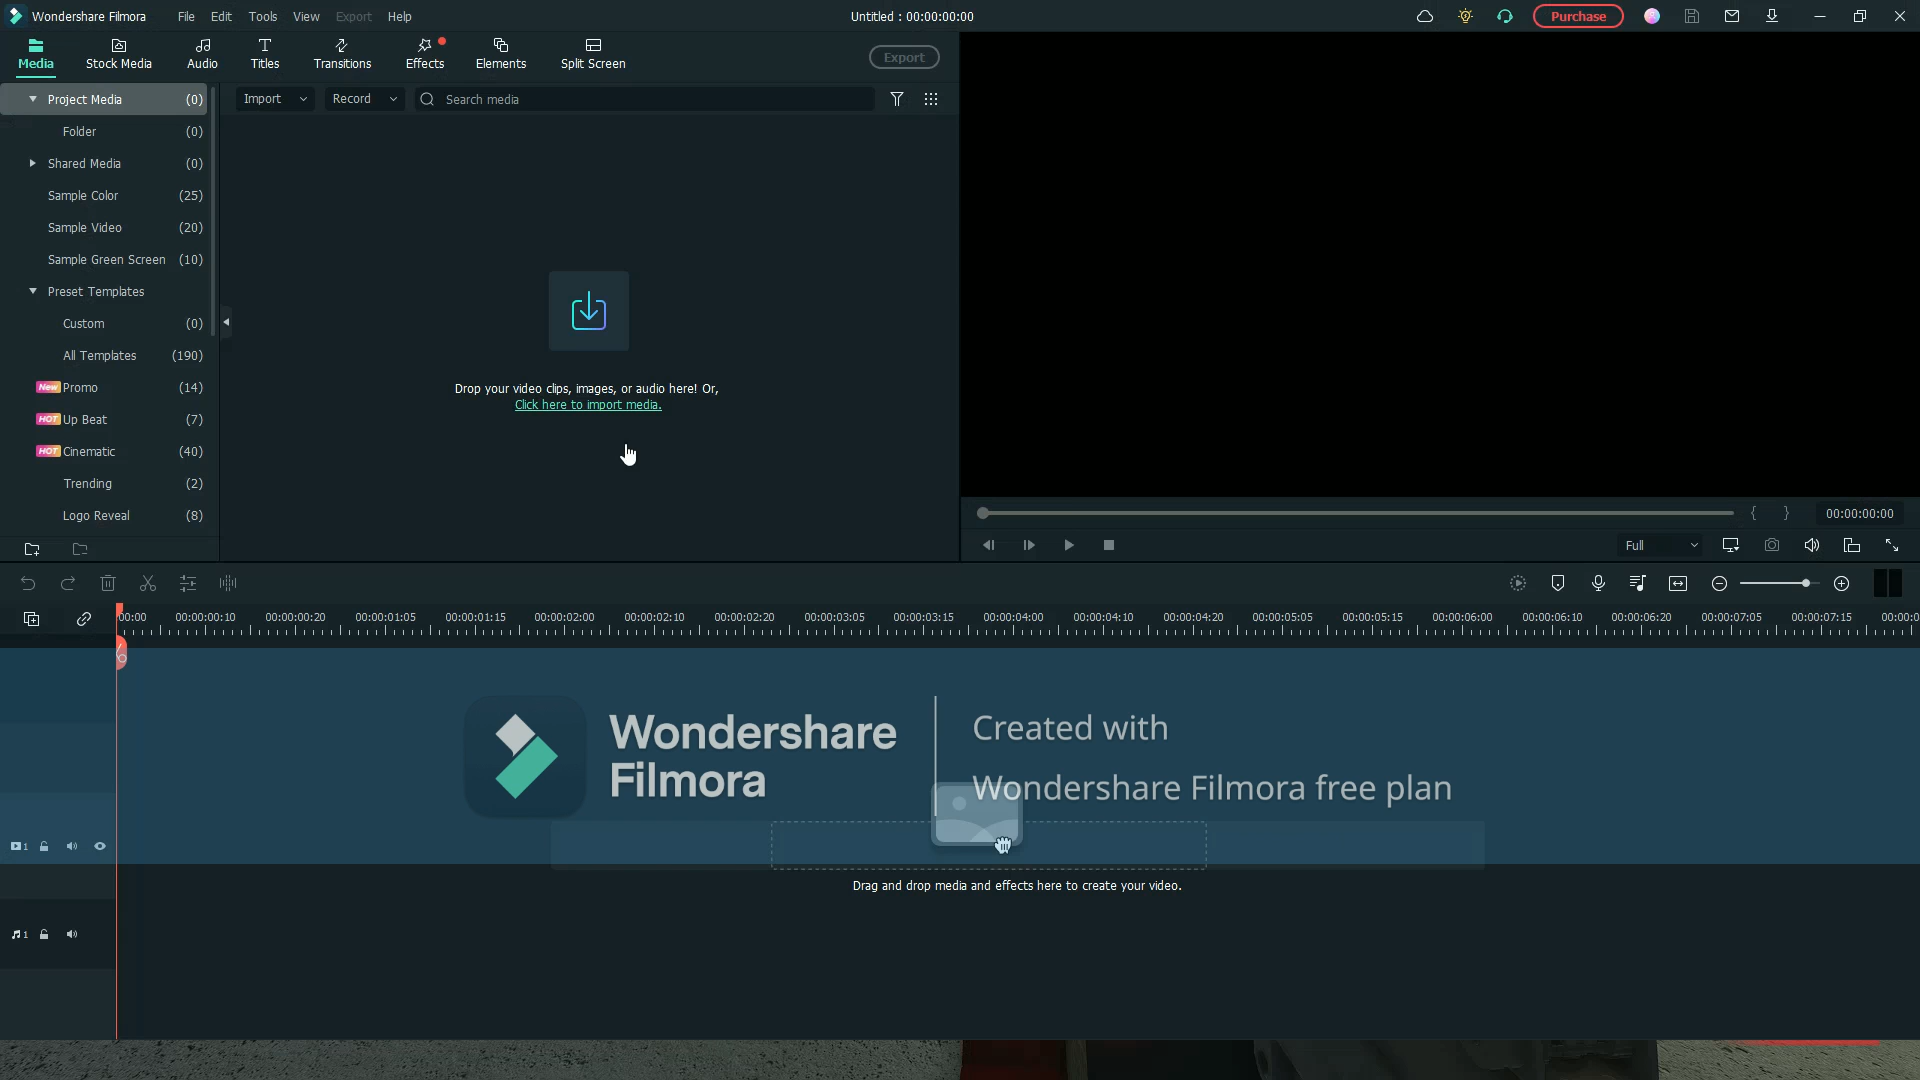 Wondershare Filmora File Edit Tools View Export Help Untitled : 00:00:00:00 Purchase
Media Stock Media Audio Titles Transitions Effects Elements Split Screen Export
Project Media (0)
Folder (0)
Shared Media (0)
Sample Color (25)
Sample Video (20)
Sample Green Screen (10)
Preset Templates
Custom (0)
All Templates (190)
New Promo (14)
HOT Up Beat (7)
HOT Cinematic (40)
Trending (2)
Logo Reveal (8)
Import Record Search media
Drop your video clips, images, or audio here! Or,
Click here to import media.
{ } 00:00:00:00
Full
00:00 00:00:00:10 00:00:00:20 00:00:01:05 00:00:01:15 00:00:02:00 00:00:02:10 00:00:02:20 00:00:03:05 00:00:03:15 00:00:04:00 00:00:04:10 00:00:04:20 00:00:05:05 00:00:05:15 00:00:06:00 00:00:06:10 00:00:06:20 00:00:07:05 00:00:07:15 00:00:0
Wondershare
Filmora
Created with
Wondershare Filmora free plan
1
Drag and drop media and effects here to create your video.
1